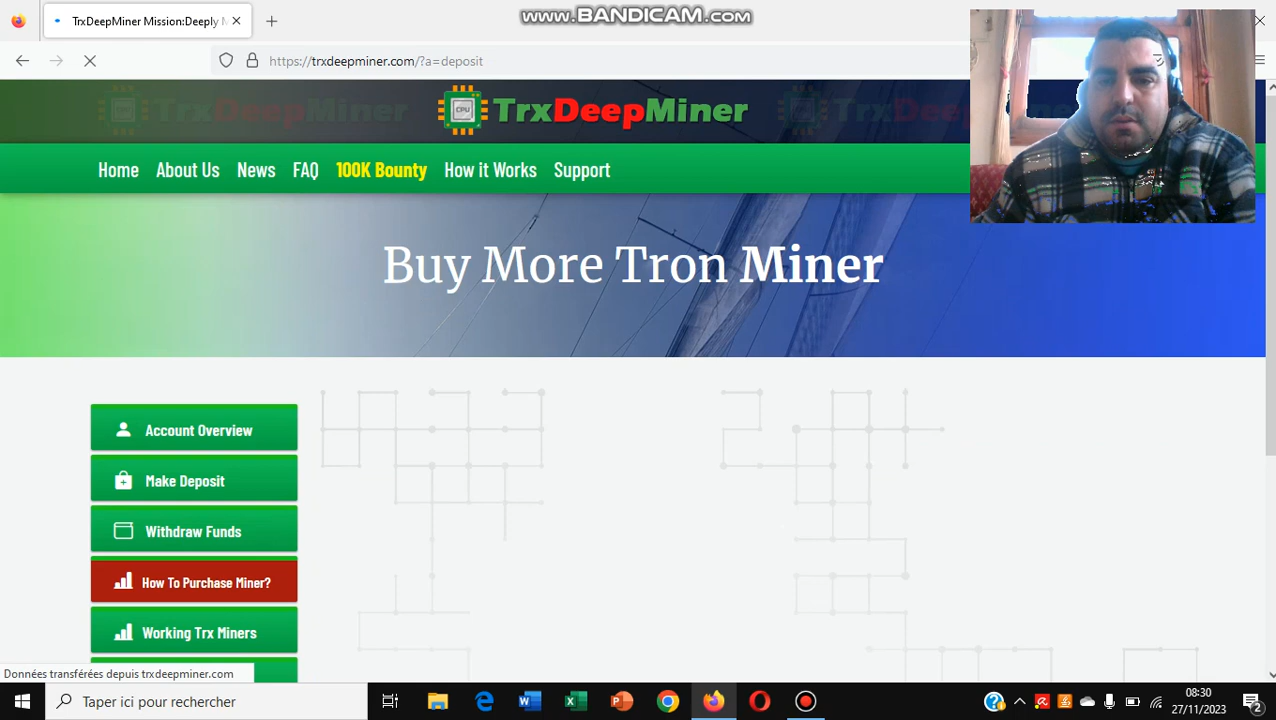 www.BANDICAM.com
TrxDeepMiner Mission:Deeply M
https://trxdeepminer.com/?a=deposit
TrxDeepMiner
TrxDeepMiner
Home
About Us
News
FAQ
100K Bounty
How it Works
Support
Buy More Tron Miner
Account Overview
Make Deposit
Withdraw Funds
How To Purchase Miner?
Working Trx Miners
Données transférées depuis trxdeepminer.com
Taper ici pour rechercher
08:30
27/11/2023
2